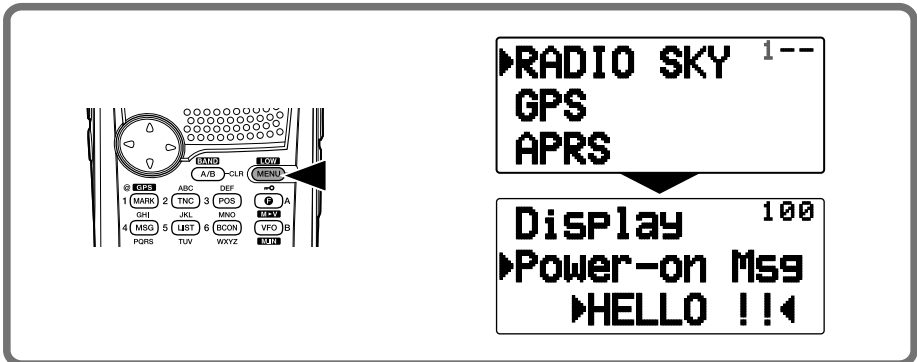 BAND LOW
A/B CLR MENU
@ GPS ABC DEF
1 MARK 2 TNC 3 POS F A
GHI JKL MNO M►V
4 MSG 5 LIST 6 BCON VFO B
PQRS TUV WXYZ M.IN
►RADIO SKY 1--
GPS
APRS
Display 100
►Power-on Msg
►HELLO !!◄